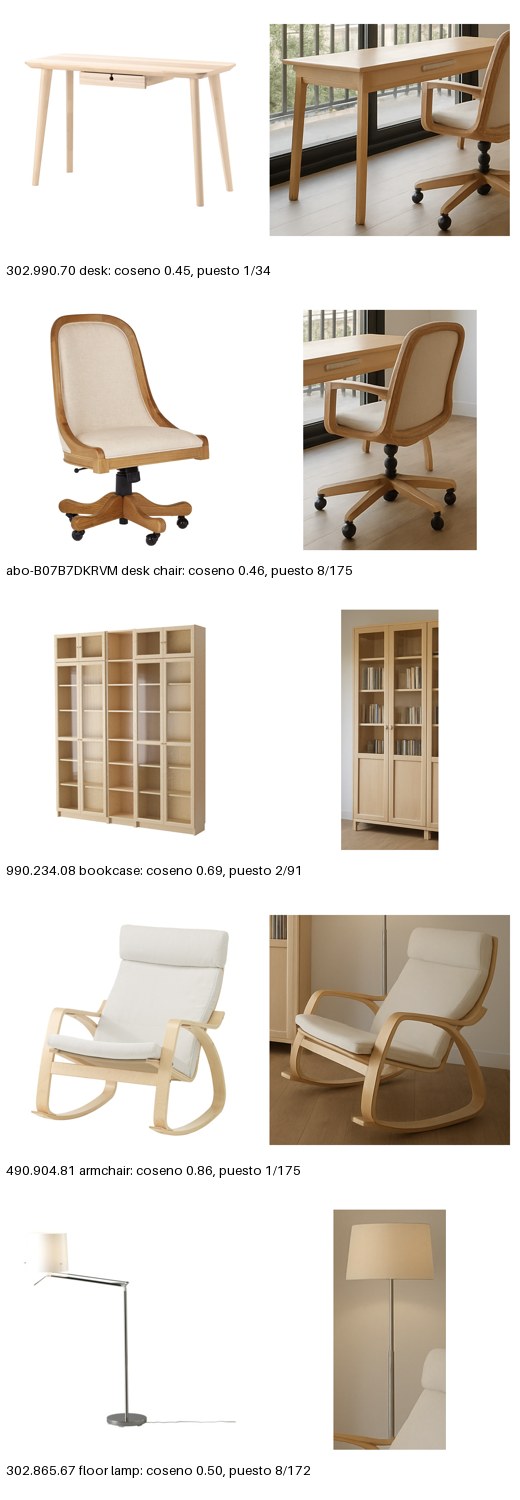 302.990.70 desk: coseno 0.45, puesto 1/34
abo-B07B7DKRVM desk chair: coseno 0.46, puesto 8/175
990.234.08 bookcase: coseno 0.69, puesto 2/91
490.904.81 armchair: coseno 0.86, puesto 1/175
302.865.67 floor lamp: coseno 0.50, puesto 8/172